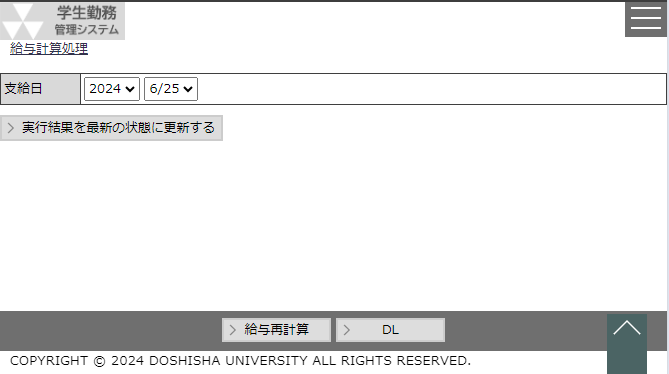 学生勤務
管理システム
給与計算処理
支給日 2024 6/25
実行結果を最新の状態に更新する
給与再計算 DL
COPYRIGHT © 2024 DOSHISHA UNIVERSITY ALL RIGHTS RESERVED.